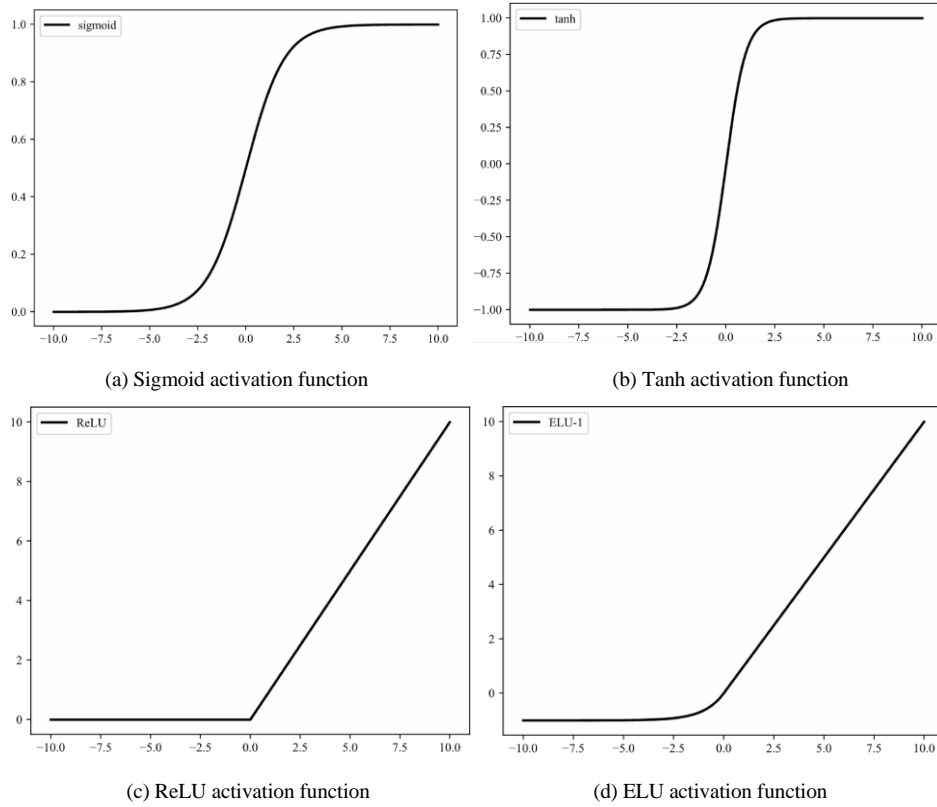 sigmoid
1.0
0.8
0.6
0.4
0.2
0.0
−10.0 −7.5 −5.0 −2.5 0.0 2.5 5.0 7.5 10.0
(a) Sigmoid activation function
tanh
1.00
0.75
0.50
0.25
0.00
−0.25
−0.50
−0.75
−1.00
−10.0 −7.5 −5.0 −2.5 0.0 2.5 5.0 7.5 10.0
(b) Tanh activation function
ReLU
10
8
6
4
2
0
−10.0 −7.5 −5.0 −2.5 0.0 2.5 5.0 7.5 10.0
(c) ReLU activation function
ELU-1
10
8
6
4
2
0
−10.0 −7.5 −5.0 −2.5 0.0 2.5 5.0 7.5 10.0
(d) ELU activation function